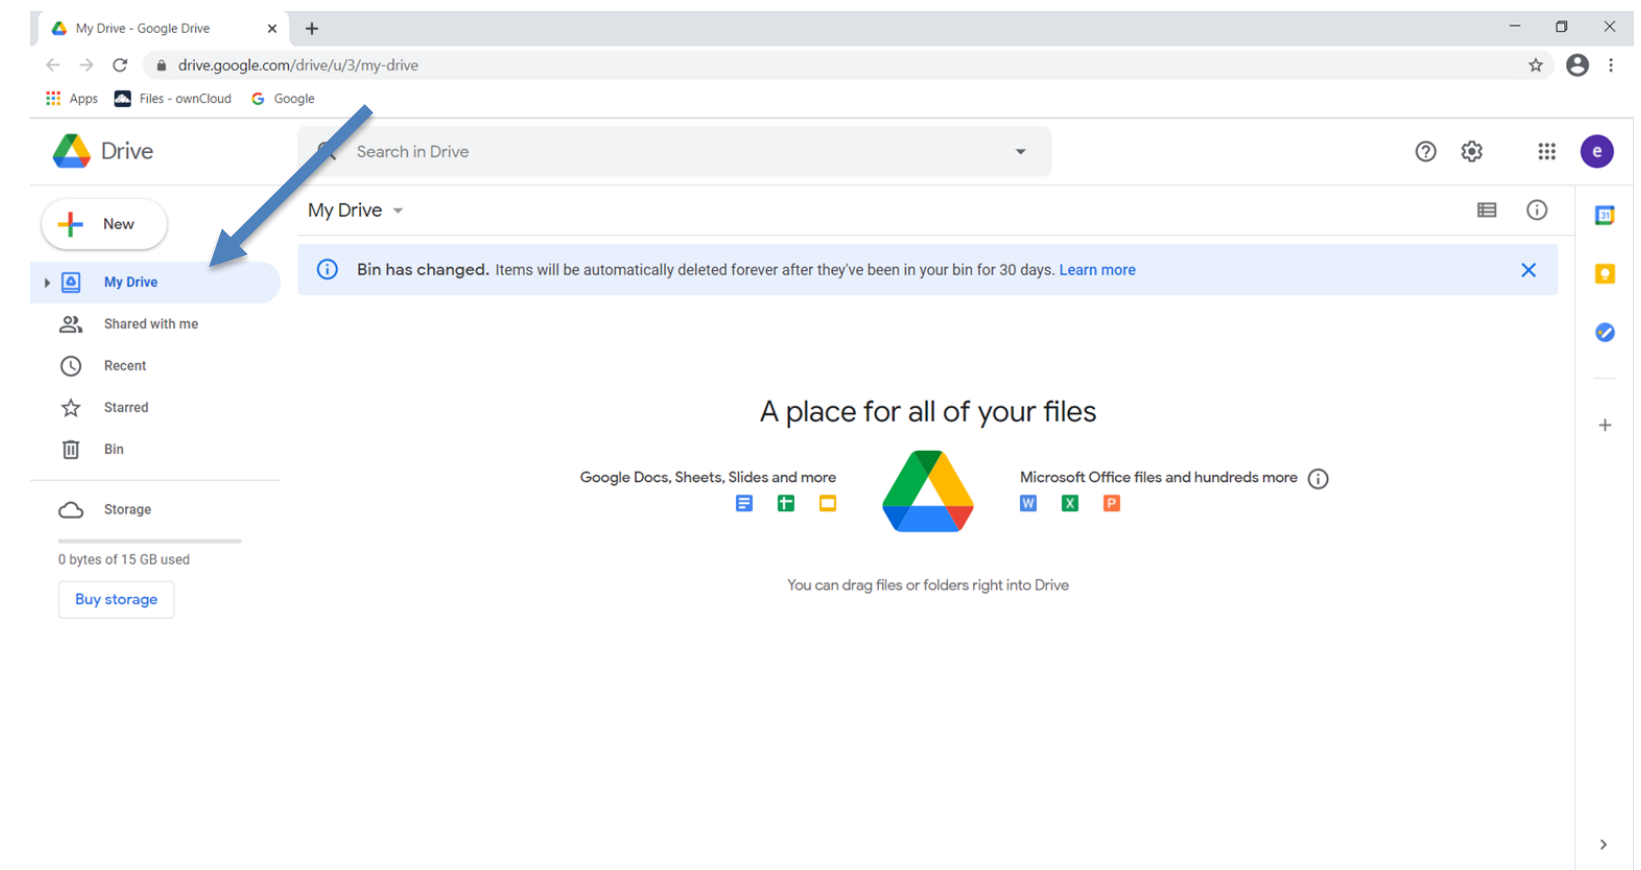 My Drive - Google Drive
drive.google.com/drive/u/3/my-drive
Apps Files - ownCloud Google
Drive
Search in Drive
e
New
My Drive
31
Bin has changed. Items will be automatically deleted forever after they've been in your bin for 30 days. Learn more
My Drive
Shared with me
Recent
Starred
Bin
Storage
0 bytes of 15 GB used
Buy storage
A place for all of your files
Google Docs, Sheets, Slides and more
Microsoft Office files and hundreds more
W X P
You can drag files or folders right into Drive